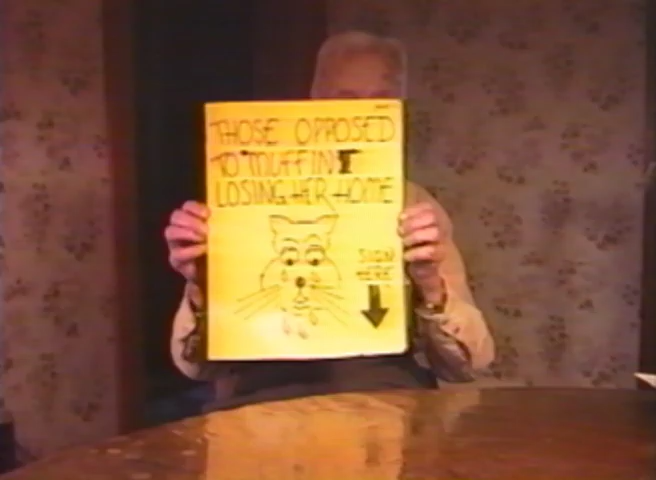 THOSE OPPOSED
TO "MUFFIN"
LOSING HER HOME
SIGN
HERE